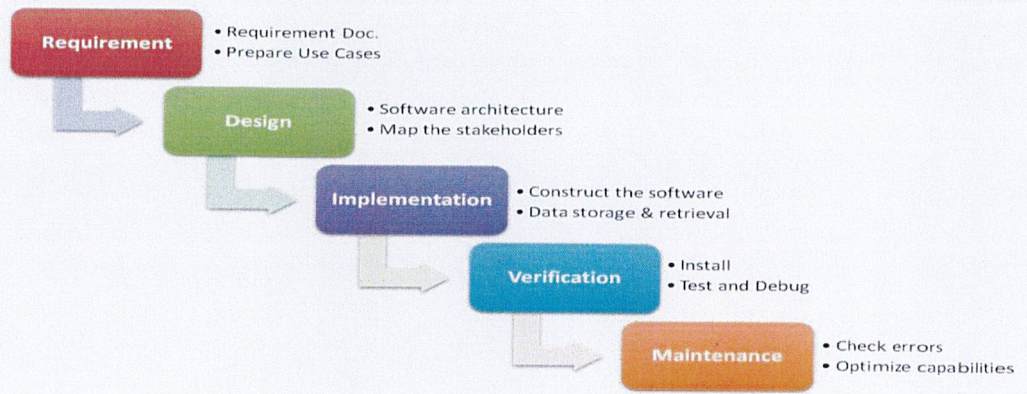 Requirement
• Requirement Doc.
• Prepare Use Cases
Design
• Software architecture
• Map the stakeholders
Implementation
• Construct the software
• Data storage & retrieval
Verification
• Install
• Test and Debug
Maintenance
• Check errors
• Optimize capabilities